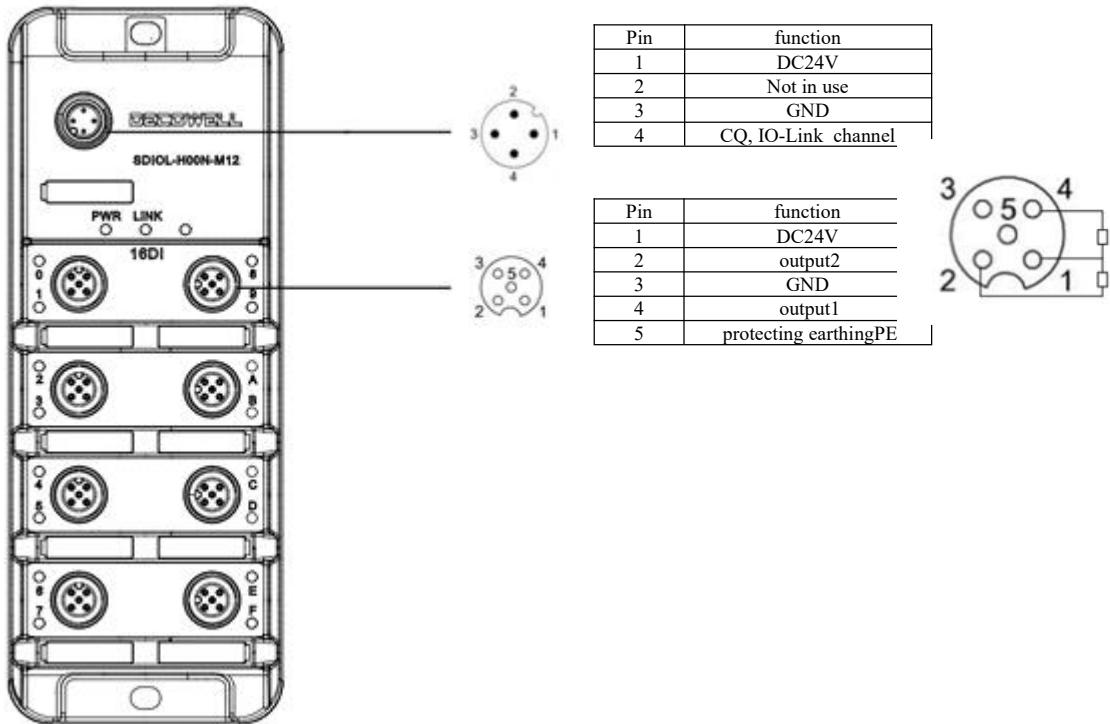 DECOWELL
SDIOL-H00N-M12
PWR LINK
16DI
0 8
1 9
2 A
3 B
4 C
5 D
6 E
7 F
2
3 1
4
3 5 4
2 1
Pin function
1 DC24V
2 Not in use
3 GND
4 CQ, IO-Link channel
Pin function
1 DC24V
2 output2
3 GND
4 output1
5 protecting earthingPE
3 4
5
2 1